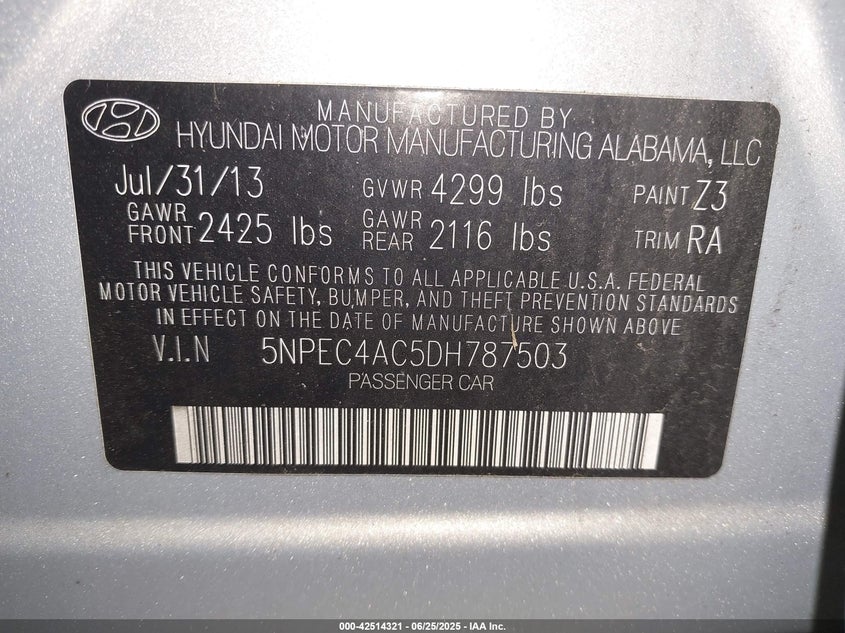 MANUFACTURED BY
HYUNDAI MOTOR MANUFACTURING ALABAMA, LLC
Jul/31/13 GVWR 4299 lbs PAINT Z3
GAWR FRONT 2425 lbs GAWR REAR 2116 lbs TRIM RA
THIS VEHICLE CONFORMS TO ALL APPLICABLE U.S.A. FEDERAL
MOTOR VEHICLE SAFETY, BUMPER, AND THEFT PREVENTION STANDARDS
IN EFFECT ON THE DATE OF MANUFACTURE SHOWN ABOVE
V.I.N 5NPEC4AC5DH787503
PASSENGER CAR
000-42514321 - 06/25/2025 - IAA Inc.